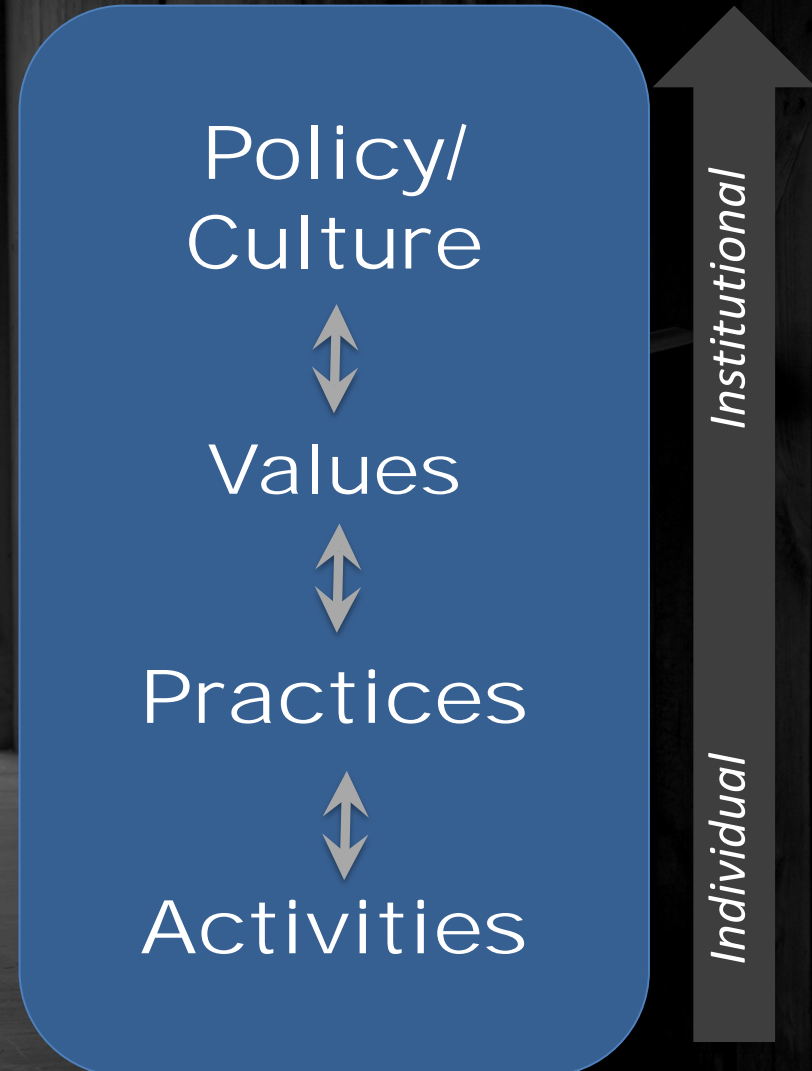 Policy/
Culture
Values
Practices
Activities
Institutional
Individual